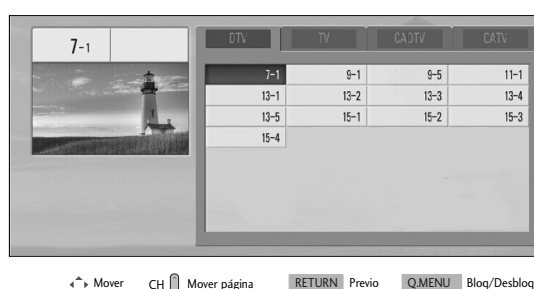 7-1
DTV TV CADTV CATV
7-1 9-1 9-5 11-1
13-1 13-2 13-3 13-4
13-5 15-1 15-2 15-3
15-4
Mover CH Mover página RETURN Previo Q.MENU Bloq/Desbloq